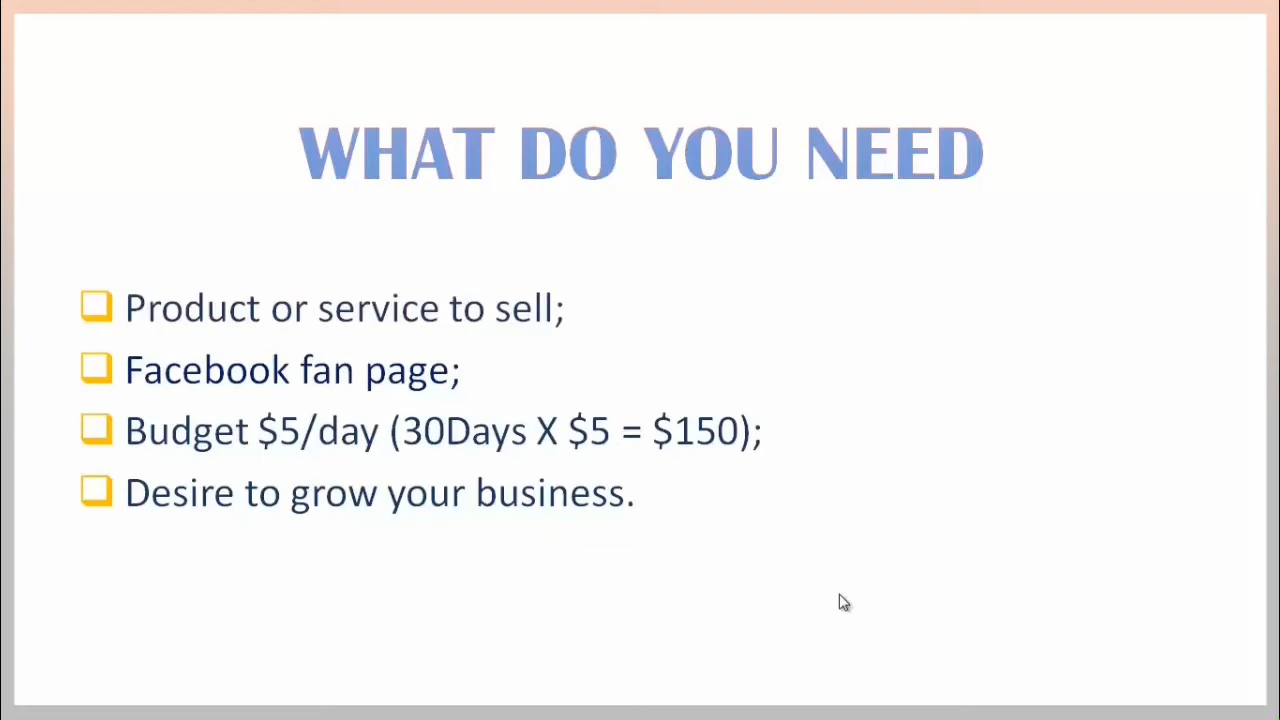 WHAT DO YOU NEED
Product or service to sell;
Facebook fan page;
Budget $5/day (30Days X $5 = $150);
Desire to grow your business.